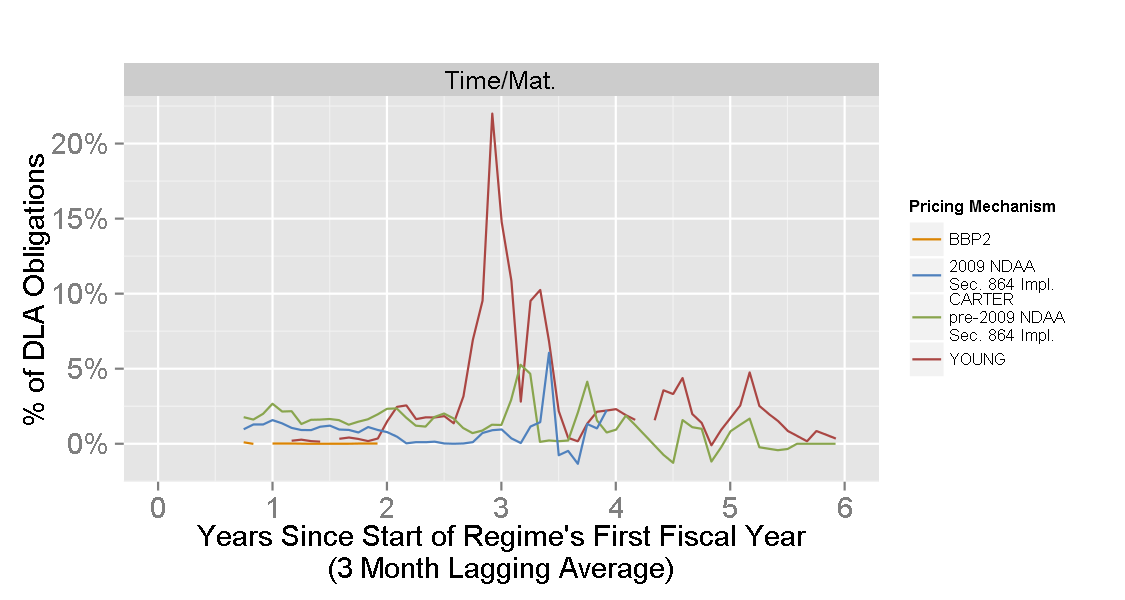 Time/Mat.
% of DLA Obligations
20%
15%
10%
5%
0%
0 1 2 3 4 5 6
Years Since Start of Regime's First Fiscal Year
(3 Month Lagging Average)
Pricing Mechanism
BBP2
2009 NDAA
Sec. 864 Impl.
CARTER
pre-2009 NDAA
Sec. 864 Impl.
YOUNG